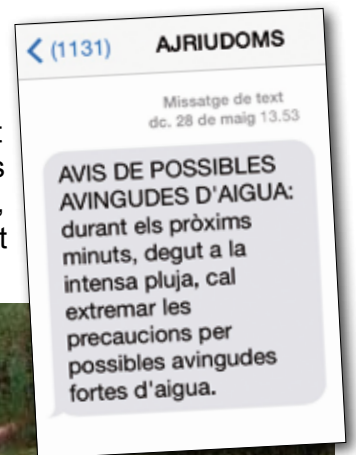 (1131) AJRIUDOMS
Missatge de text
dc. 28 de maig 13.53
AVIS DE POSSIBLES
AVINGUDES D'AIGUA:
durant els pròxims
minuts, degut a la
intensa pluja, cal
extremar les
precaucions per
possibles avingudes
fortes d'aigua.